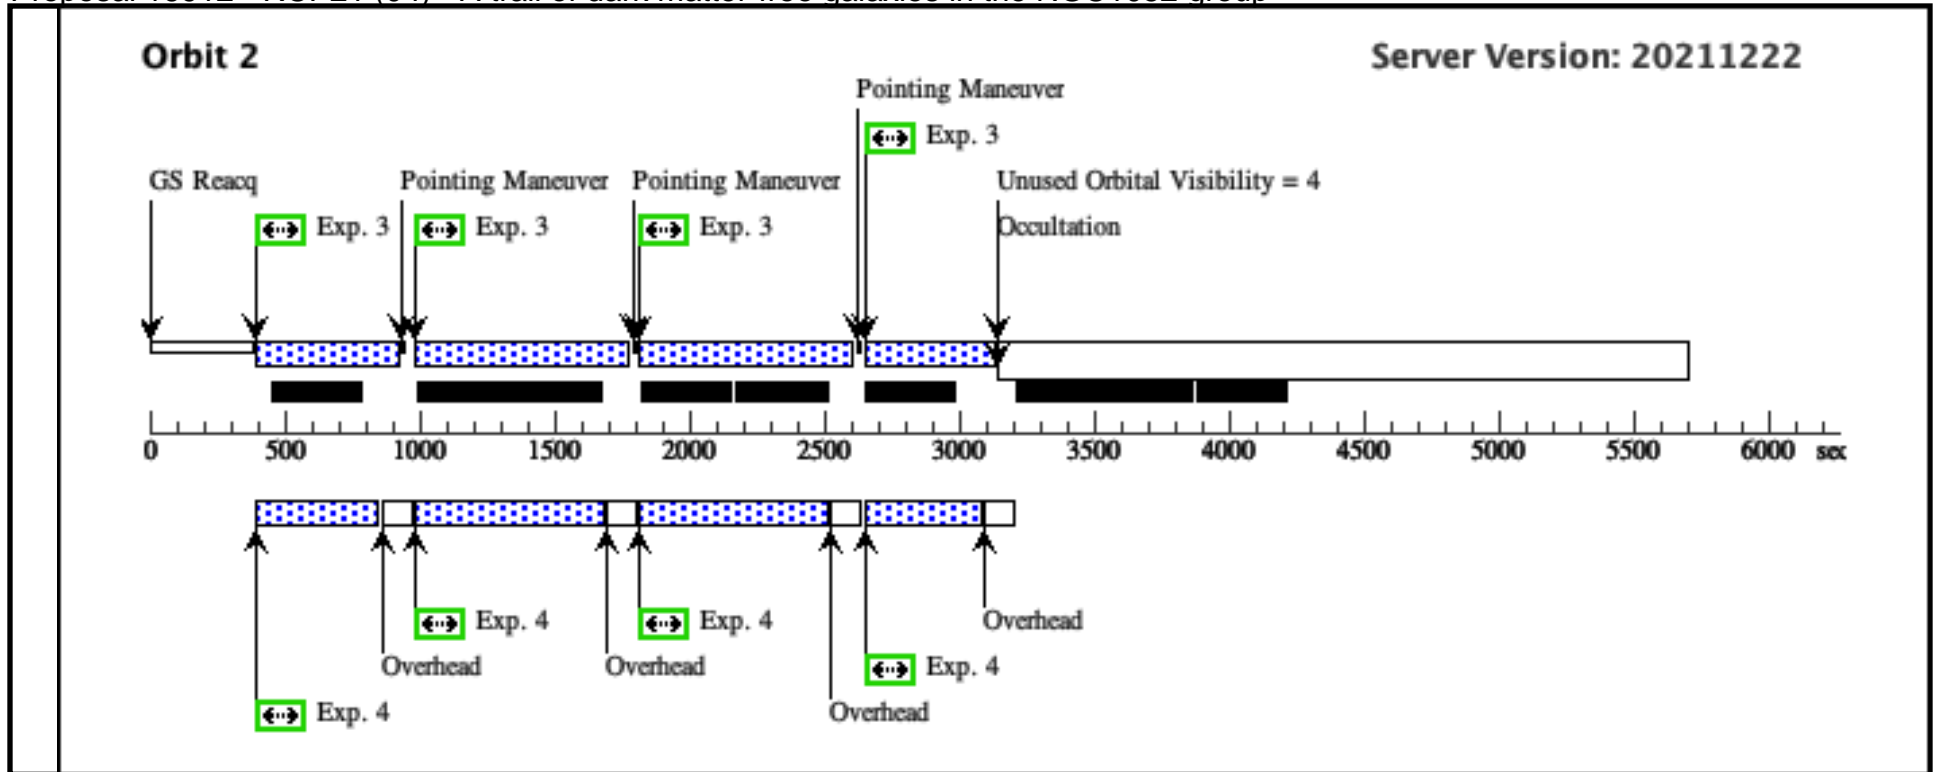 Orbit 2
Server Version: 20211222
Pointing Maneuver
Exp. 3
GS Reacq
Pointing Maneuver
Pointing Maneuver
Unused Orbital Visibility = 4
Exp. 3
Exp. 3
Exp. 3
Occultation
0 500 1000 1500 2000 2500 3000 3500 4000 4500 5000 5500 6000 sec
Exp. 4
Exp. 4
Overhead
Overhead
Overhead
Exp. 4
Exp. 4
Overhead